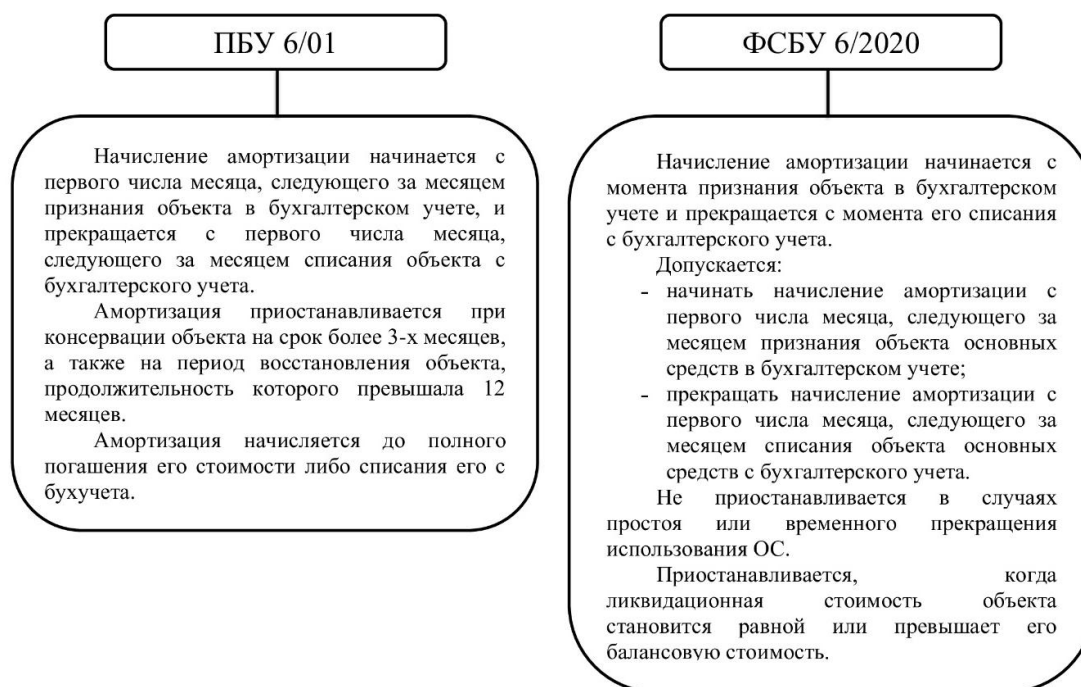 ПБУ 6/01
Начисление амортизации начинается с
первого числа месяца, следующего за месяцем
признания объекта в бухгалтерском учете, и
прекращается с первого числа месяца,
следующего за месяцем списания объекта с
бухгалтерского учета.
Амортизация приостанавливается при
консервации объекта на срок более 3-х месяцев,
а также на период восстановления объекта,
продолжительность которого превышала 12
месяцев.
Амортизация начисляется до полного
погашения его стоимости либо списания его с
бухучета.
ФСБУ 6/2020
Начисление амортизации начинается с
момента признания объекта в бухгалтерском
учете и прекращается с момента его списания
с бухгалтерского учета.
Допускается:
- начинать начисление амортизации с
первого числа месяца, следующего за
месяцем признания объекта основных
средств в бухгалтерском учете;
- прекращать начисление амортизации с
первого числа месяца, следующего за
месяцем списания объекта основных
средств с бухгалтерского учета.
Не приостанавливается в случаях
простоя или временного прекращения
использования ОС.
Приостанавливается, когда
ликвидационная стоимость объекта
становится равной или превышает его
балансовую стоимость.